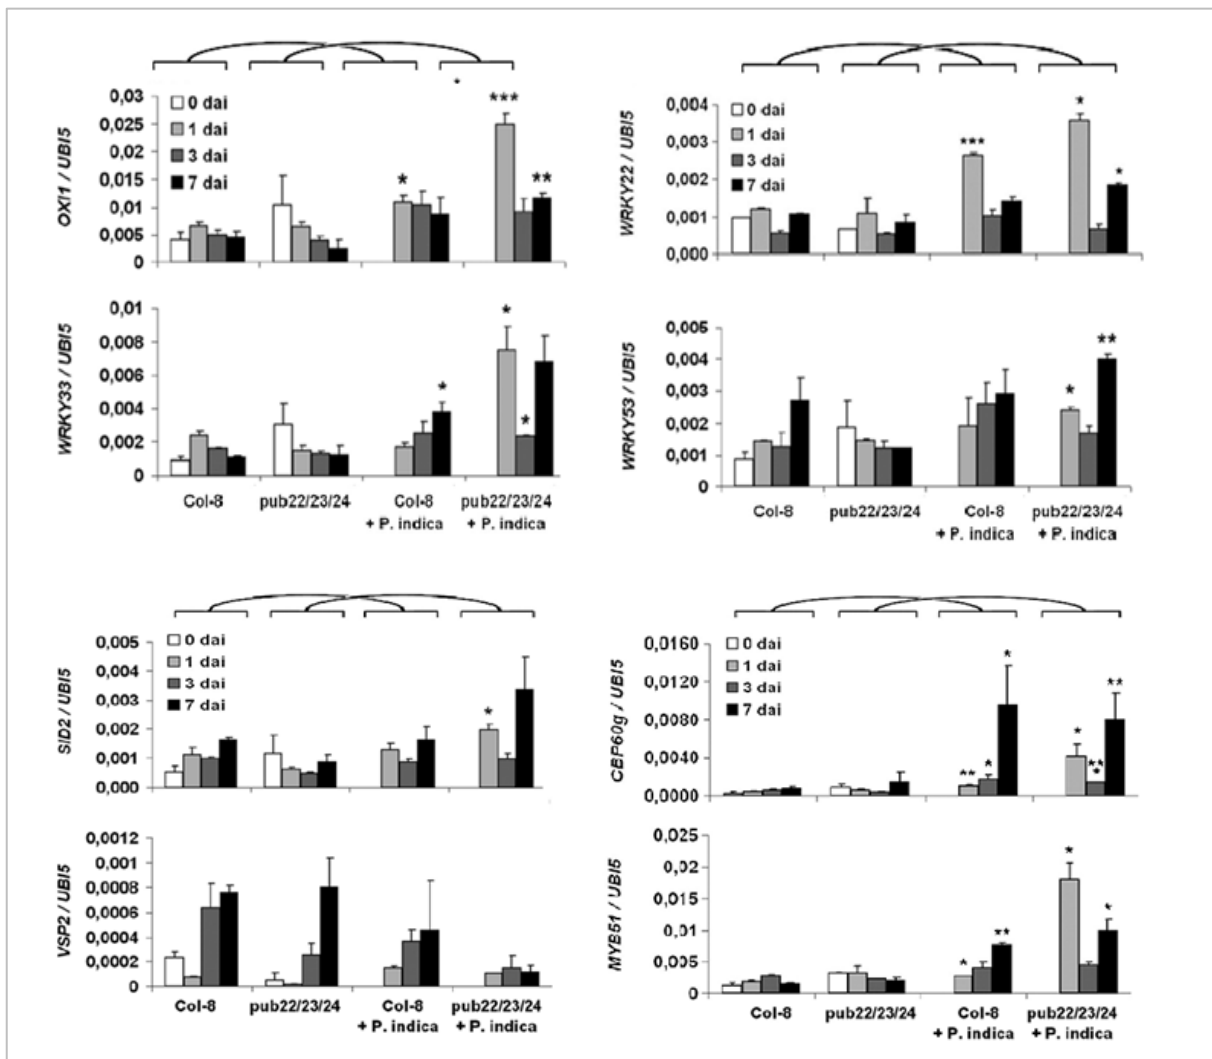 OXI1 / UBI5
0,03
0,025
0,02
0,015
0,01
0,005
0
0 dai
1 dai
3 dai
7 dai
*
***
**
*
WRKY22 / UBI5
0,004
0,003
0,002
0,001
0,000
0 dai
1 dai
3 dai
7 dai
***
*
*
WRKY33 / UBI5
0,01
0,008
0,006
0,004
0,002
0
*
*
*
Col-8
pub22/23/24
Col-8
+ P. indica
pub22/23/24
+ P. indica
WRKY53 / UBI5
0,005
0,004
0,003
0,002
0,001
0
*
**
Col-8
pub22/23/24
Col-8
+ P. indica
pub22/23/24
+ P. indica
SID2 / UBI5
0,005
0,004
0,003
0,002
0,001
0,000
0 dai
1 dai
3 dai
7 dai
*
CBP60g / UBI5
0,0160
0,0120
0,0080
0,0040
0,0000
0 dai
1 dai
3 dai
7 dai
**
*
*
*
**
*
**
VSP2 / UBI5
0,0012
0,001
0,0008
0,0006
0,0004
0,0002
0
Col-8
pub22/23/24
Col-8
+ P. indica
pub22/23/24
+ P. indica
MYB51 / UBI5
0,025
0,02
0,015
0,01
0,005
0
*
**
*
*
Col-8
pub22/23/24
Col-8
+ P. indica
pub22/23/24
+ P. indica